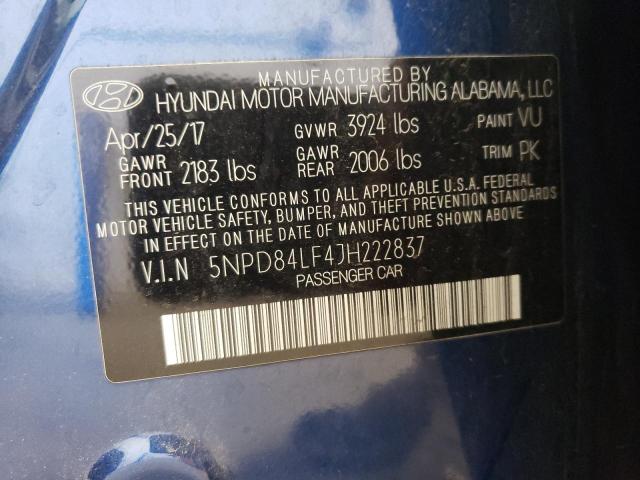 MANUFACTURED BY
HYUNDAI MOTOR MANUFACTURING ALABAMA, LLC
Apr/25/17 GVWR 3924 lbs PAINT VU
GAWR FRONT 2183 lbs GAWR REAR 2006 lbs TRIM PK
THIS VEHICLE CONFORMS TO ALL APPLICABLE U.S.A. FEDERAL
MOTOR VEHICLE SAFETY, BUMPER, AND THEFT PREVENTION STANDARDS
IN EFFECT ON THE DATE OF MANUFACTURE SHOWN ABOVE
V.I.N 5NPD84LF4JH222837
PASSENGER CAR